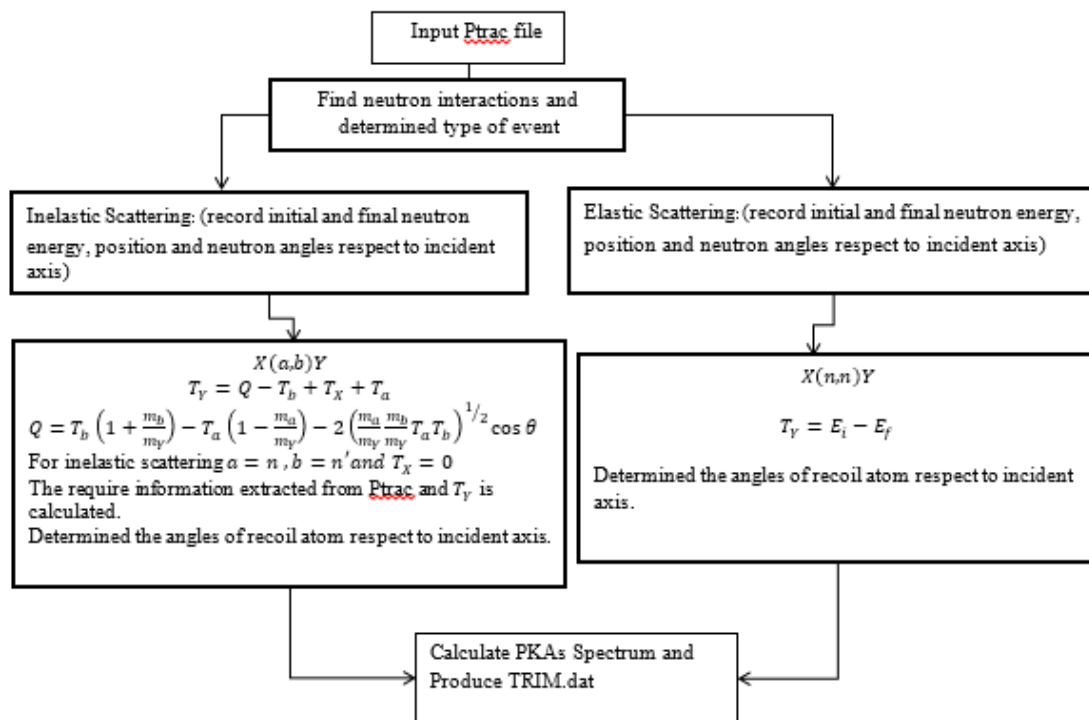 Input Ptrac file
Find neutron interactions and
determined type of event
Inelastic Scattering: (record initial and final neutron
energy, position and neutron angles respect to incident
axis)
Elastic Scattering: (record initial and final neutron energy,
position and neutron angles respect to incident axis)
X(a,b)Y
T_Y = Q − T_b + T_X + T_a
Q = T_b (1 + m_b/m_Y) − T_a (1 − m_a/m_Y) − 2 (m_a/m_Y m_b/m_Y T_a T_b)^{1/2} cos θ
For inelastic scattering a = n , b = n′and T_X = 0
The require information extracted from Ptrac and T_Y is
calculated.
Determined the angles of recoil atom respect to incident axis.
X(n,n)Y
T_Y = E_i − E_f
Determined the angles of recoil atom respect to incident
axis.
Calculate PKAs Spectrum and
Produce TRIM.dat